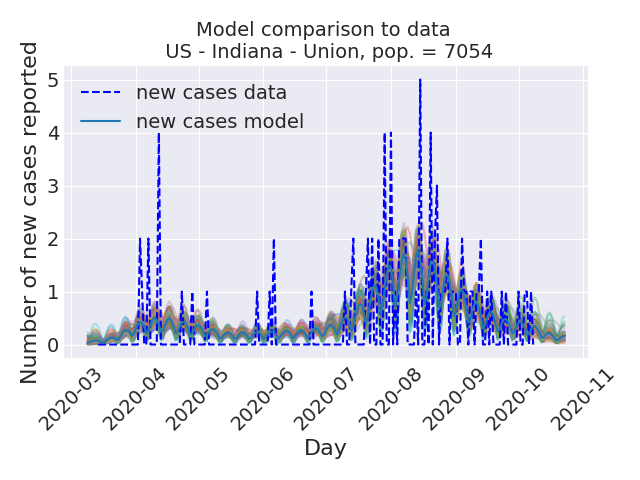 Model comparison to data
US - Indiana - Union, pop. = 7054
Number of new cases reported
5
4
3
2
1
0
new cases data
new cases model
2020-03
2020-04
2020-05
2020-06
2020-07
2020-08
2020-09
2020-10
2020-11
Day